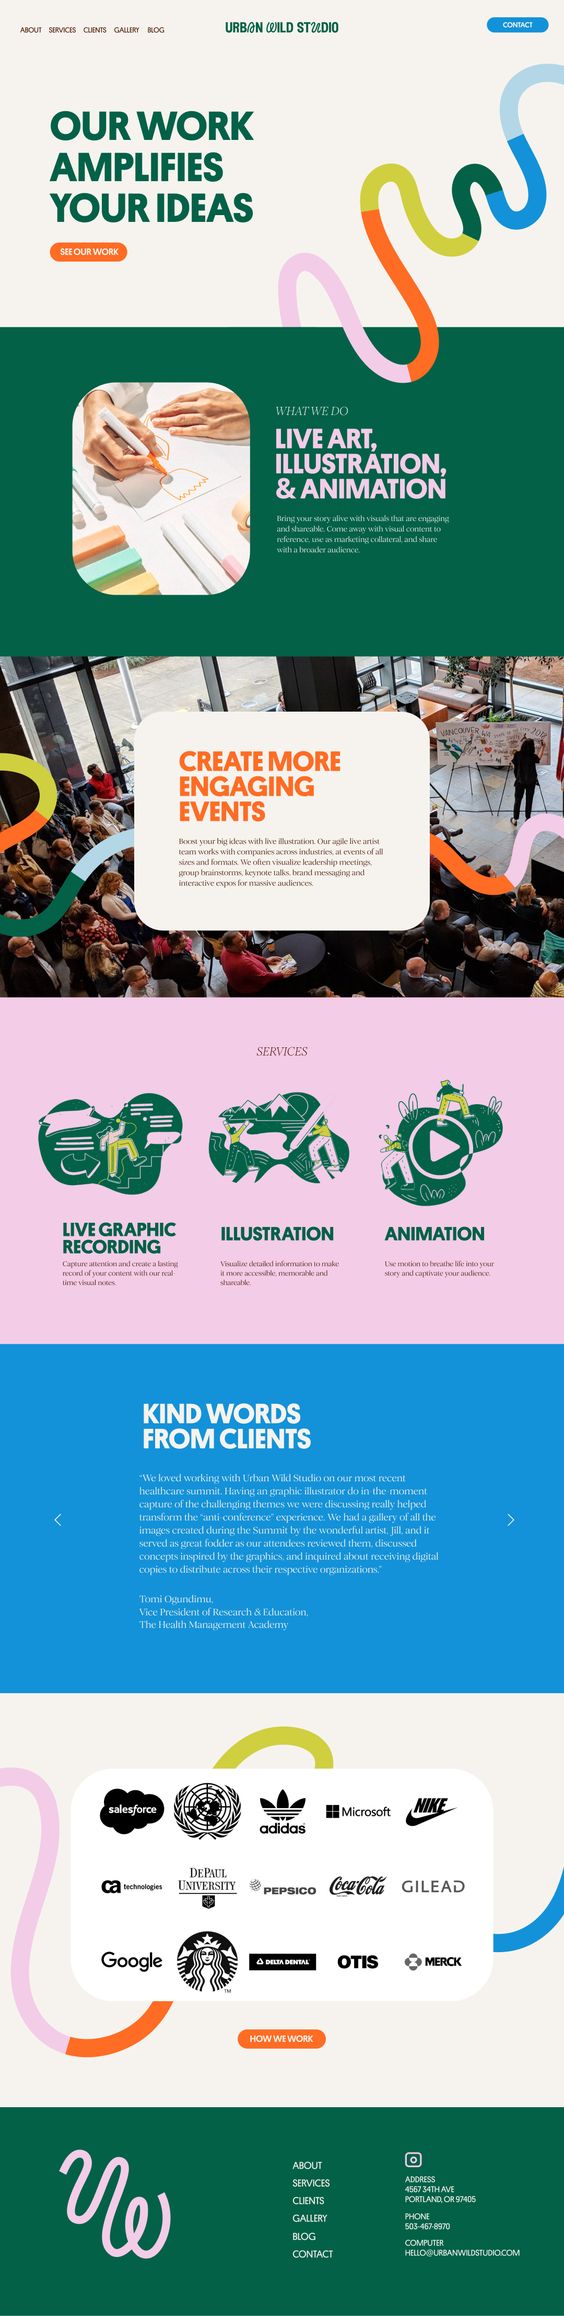 ABOUT SERVICES CLIENTS GALLERY BLOG
URBAN WILD STUDIO
CONTACT
OUR WORK
AMPLIFIES
YOUR IDEAS
SEE OUR WORK
WHAT WE DO
LIVE ART,
ILLUSTRATION,
& ANIMATION
Bring your story alive with visuals that are engaging
and shareable. Come away with visual content to
reference, use as marketing collateral, and share
with a broader audience.
VANCOUVER
CREATE MORE
ENGAGING
EVENTS
Boost your big ideas with live illustration. Our agile live artist
team works with companies across industries, at events of all
sizes and formats. We often visualize leadership meetings,
group brainstorms, keynote talks, brand messaging and
interactive expos for massive audiences.
SERVICES
LIVE GRAPHIC
RECORDING
Capture attention and create a lasting
record of your content with our real-
time visual notes.
ILLUSTRATION
Visualize detailed information to make
it more accessible, memorable and
shareable.
ANIMATION
Use motion to breathe life into your
story and captivate your audience.
KIND WORDS
FROM CLIENTS
"We loved working with Urban Wild Studio on our most recent
healthcare summit. Having an graphic illustrator do in-the-moment
capture of the challenging themes we were discussing really helped
transform the "anti-conference" experience. We had a gallery of all the
images created during the Summit by the wonderful artist, Jill, and it
served as great fodder as our attendees reviewed them, discussed
concepts inspired by the graphics, and inquired about receiving digital
copies to distribute across their respective organizations."
Tomi Ogundimu,
Vice President of Research & Education,
The Health Management Academy
salesforce
adidas
Microsoft
NIKE
ca technologies
DEPAUL
UNIVERSITY
PEPSICO
Coca-Cola
GILEAD
Google
TM
DELTA DENTAL
OTIS
MERCK
HOW WE WORK
ABOUT
SERVICES
CLIENTS
GALLERY
BLOG
CONTACT
ADDRESS
4567 34TH AVE
PORTLAND, OR 97405
PHONE
503-467-8970
COMPUTER
HELLO@URBANWILDSTUDIO.COM